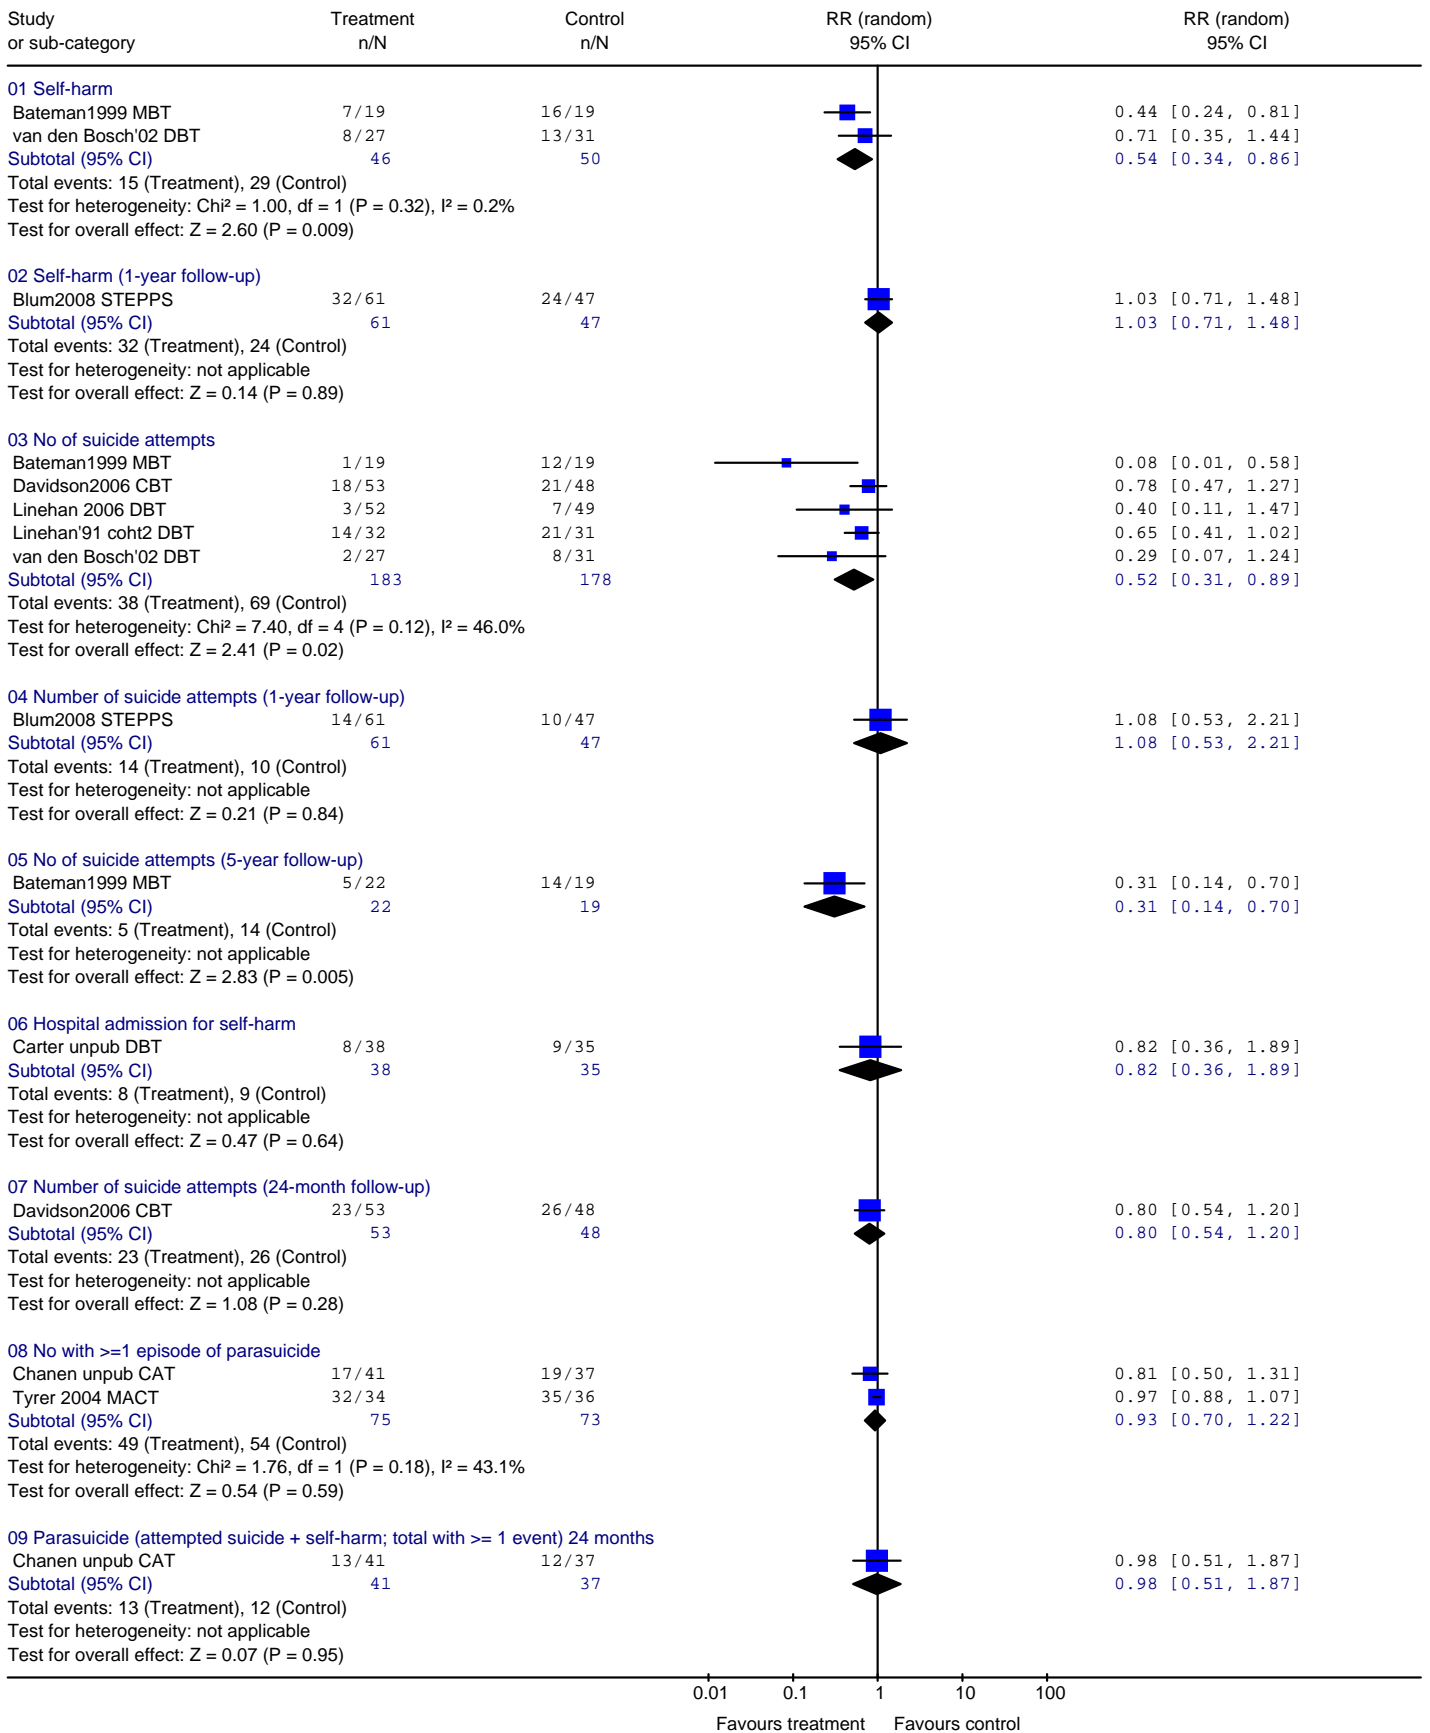 Study Treatment Control RR (random) RR (random)
or sub-category n/N n/N 95% CI 95% CI
01 Self-harm
Bateman1999 MBT 7/19 16/19 0.44 [0.24, 0.81]
van den Bosch'02 DBT 8/27 13/31 0.71 [0.35, 1.44]
Subtotal (95% CI) 46 50 0.54 [0.34, 0.86]
Total events: 15 (Treatment), 29 (Control)
Test for heterogeneity: Chi² = 1.00, df = 1 (P = 0.32), I² = 0.2%
Test for overall effect: Z = 2.60 (P = 0.009)
02 Self-harm (1-year follow-up)
Blum2008 STEPPS 32/61 24/47 1.03 [0.71, 1.48]
Subtotal (95% CI) 61 47 1.03 [0.71, 1.48]
Total events: 32 (Treatment), 24 (Control)
Test for heterogeneity: not applicable
Test for overall effect: Z = 0.14 (P = 0.89)
03 No of suicide attempts
Bateman1999 MBT 1/19 12/19 0.08 [0.01, 0.58]
Davidson2006 CBT 18/53 21/48 0.78 [0.47, 1.27]
Linehan 2006 DBT 3/52 7/49 0.40 [0.11, 1.47]
Linehan'91 coht2 DBT 14/32 21/31 0.65 [0.41, 1.02]
van den Bosch'02 DBT 2/27 8/31 0.29 [0.07, 1.24]
Subtotal (95% CI) 183 178 0.52 [0.31, 0.89]
Total events: 38 (Treatment), 69 (Control)
Test for heterogeneity: Chi² = 7.40, df = 4 (P = 0.12), I² = 46.0%
Test for overall effect: Z = 2.41 (P = 0.02)
04 Number of suicide attempts (1-year follow-up)
Blum2008 STEPPS 14/61 10/47 1.08 [0.53, 2.21]
Subtotal (95% CI) 61 47 1.08 [0.53, 2.21]
Total events: 14 (Treatment), 10 (Control)
Test for heterogeneity: not applicable
Test for overall effect: Z = 0.21 (P = 0.84)
05 No of suicide attempts (5-year follow-up)
Bateman1999 MBT 5/22 14/19 0.31 [0.14, 0.70]
Subtotal (95% CI) 22 19 0.31 [0.14, 0.70]
Total events: 5 (Treatment), 14 (Control)
Test for heterogeneity: not applicable
Test for overall effect: Z = 2.83 (P = 0.005)
06 Hospital admission for self-harm
Carter unpub DBT 8/38 9/35 0.82 [0.36, 1.89]
Subtotal (95% CI) 38 35 0.82 [0.36, 1.89]
Total events: 8 (Treatment), 9 (Control)
Test for heterogeneity: not applicable
Test for overall effect: Z = 0.47 (P = 0.64)
07 Number of suicide attempts (24-month follow-up)
Davidson2006 CBT 23/53 26/48 0.80 [0.54, 1.20]
Subtotal (95% CI) 53 48 0.80 [0.54, 1.20]
Total events: 23 (Treatment), 26 (Control)
Test for heterogeneity: not applicable
Test for overall effect: Z = 1.08 (P = 0.28)
08 No with >=1 episode of parasuicide
Chanen unpub CAT 17/41 19/37 0.81 [0.50, 1.31]
Tyrer 2004 MACT 32/34 35/36 0.97 [0.88, 1.07]
Subtotal (95% CI) 75 73 0.93 [0.70, 1.22]
Total events: 49 (Treatment), 54 (Control)
Test for heterogeneity: Chi² = 1.76, df = 1 (P = 0.18), I² = 43.1%
Test for overall effect: Z = 0.54 (P = 0.59)
09 Parasuicide (attempted suicide + self-harm; total with >= 1 event) 24 months
Chanen unpub CAT 13/41 12/37 0.98 [0.51, 1.87]
Subtotal (95% CI) 41 37 0.98 [0.51, 1.87]
Total events: 13 (Treatment), 12 (Control)
Test for heterogeneity: not applicable
Test for overall effect: Z = 0.07 (P = 0.95)
0.01 0.1 1 10 100
Favours treatment Favours control